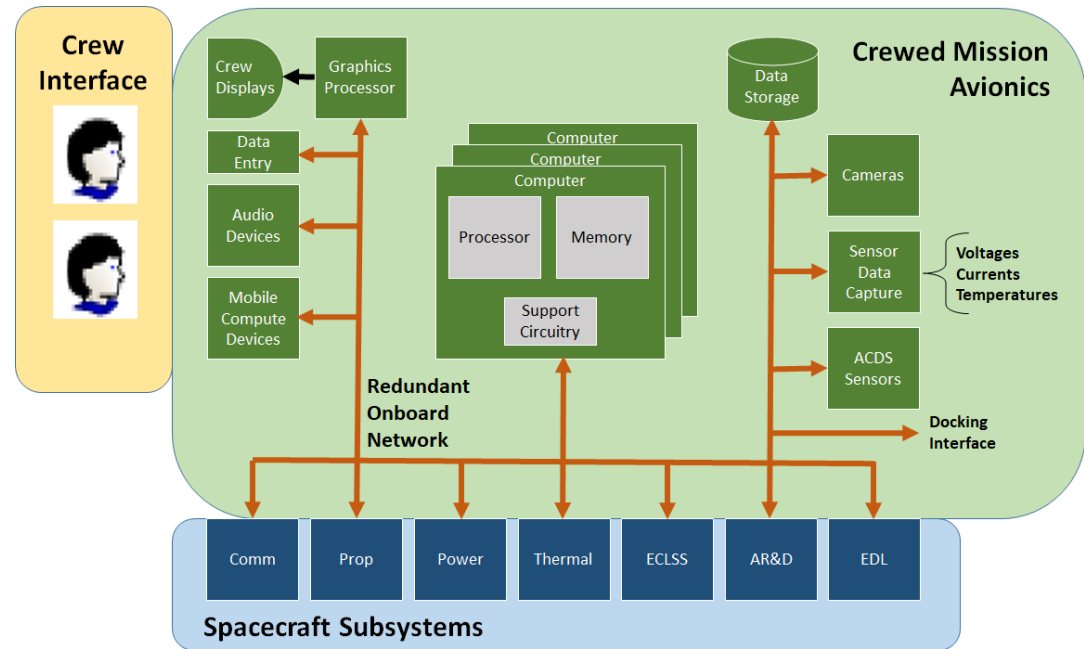 Crew
Interface
Crewed Mission
Avionics
Crew
Displays
Graphics
Processor
Data
Storage
Data
Entry
Audio
Devices
Mobile
Compute
Devices
Computer
Computer
Computer
Processor
Memory
Support
Circuitry
Cameras
Sensor
Data
Capture
Voltages
Currents
Temperatures
ACDS
Sensors
Docking
Interface
Redundant
Onboard
Network
Comm
Prop
Power
Thermal
ECLSS
AR&D
EDL
Spacecraft Subsystems